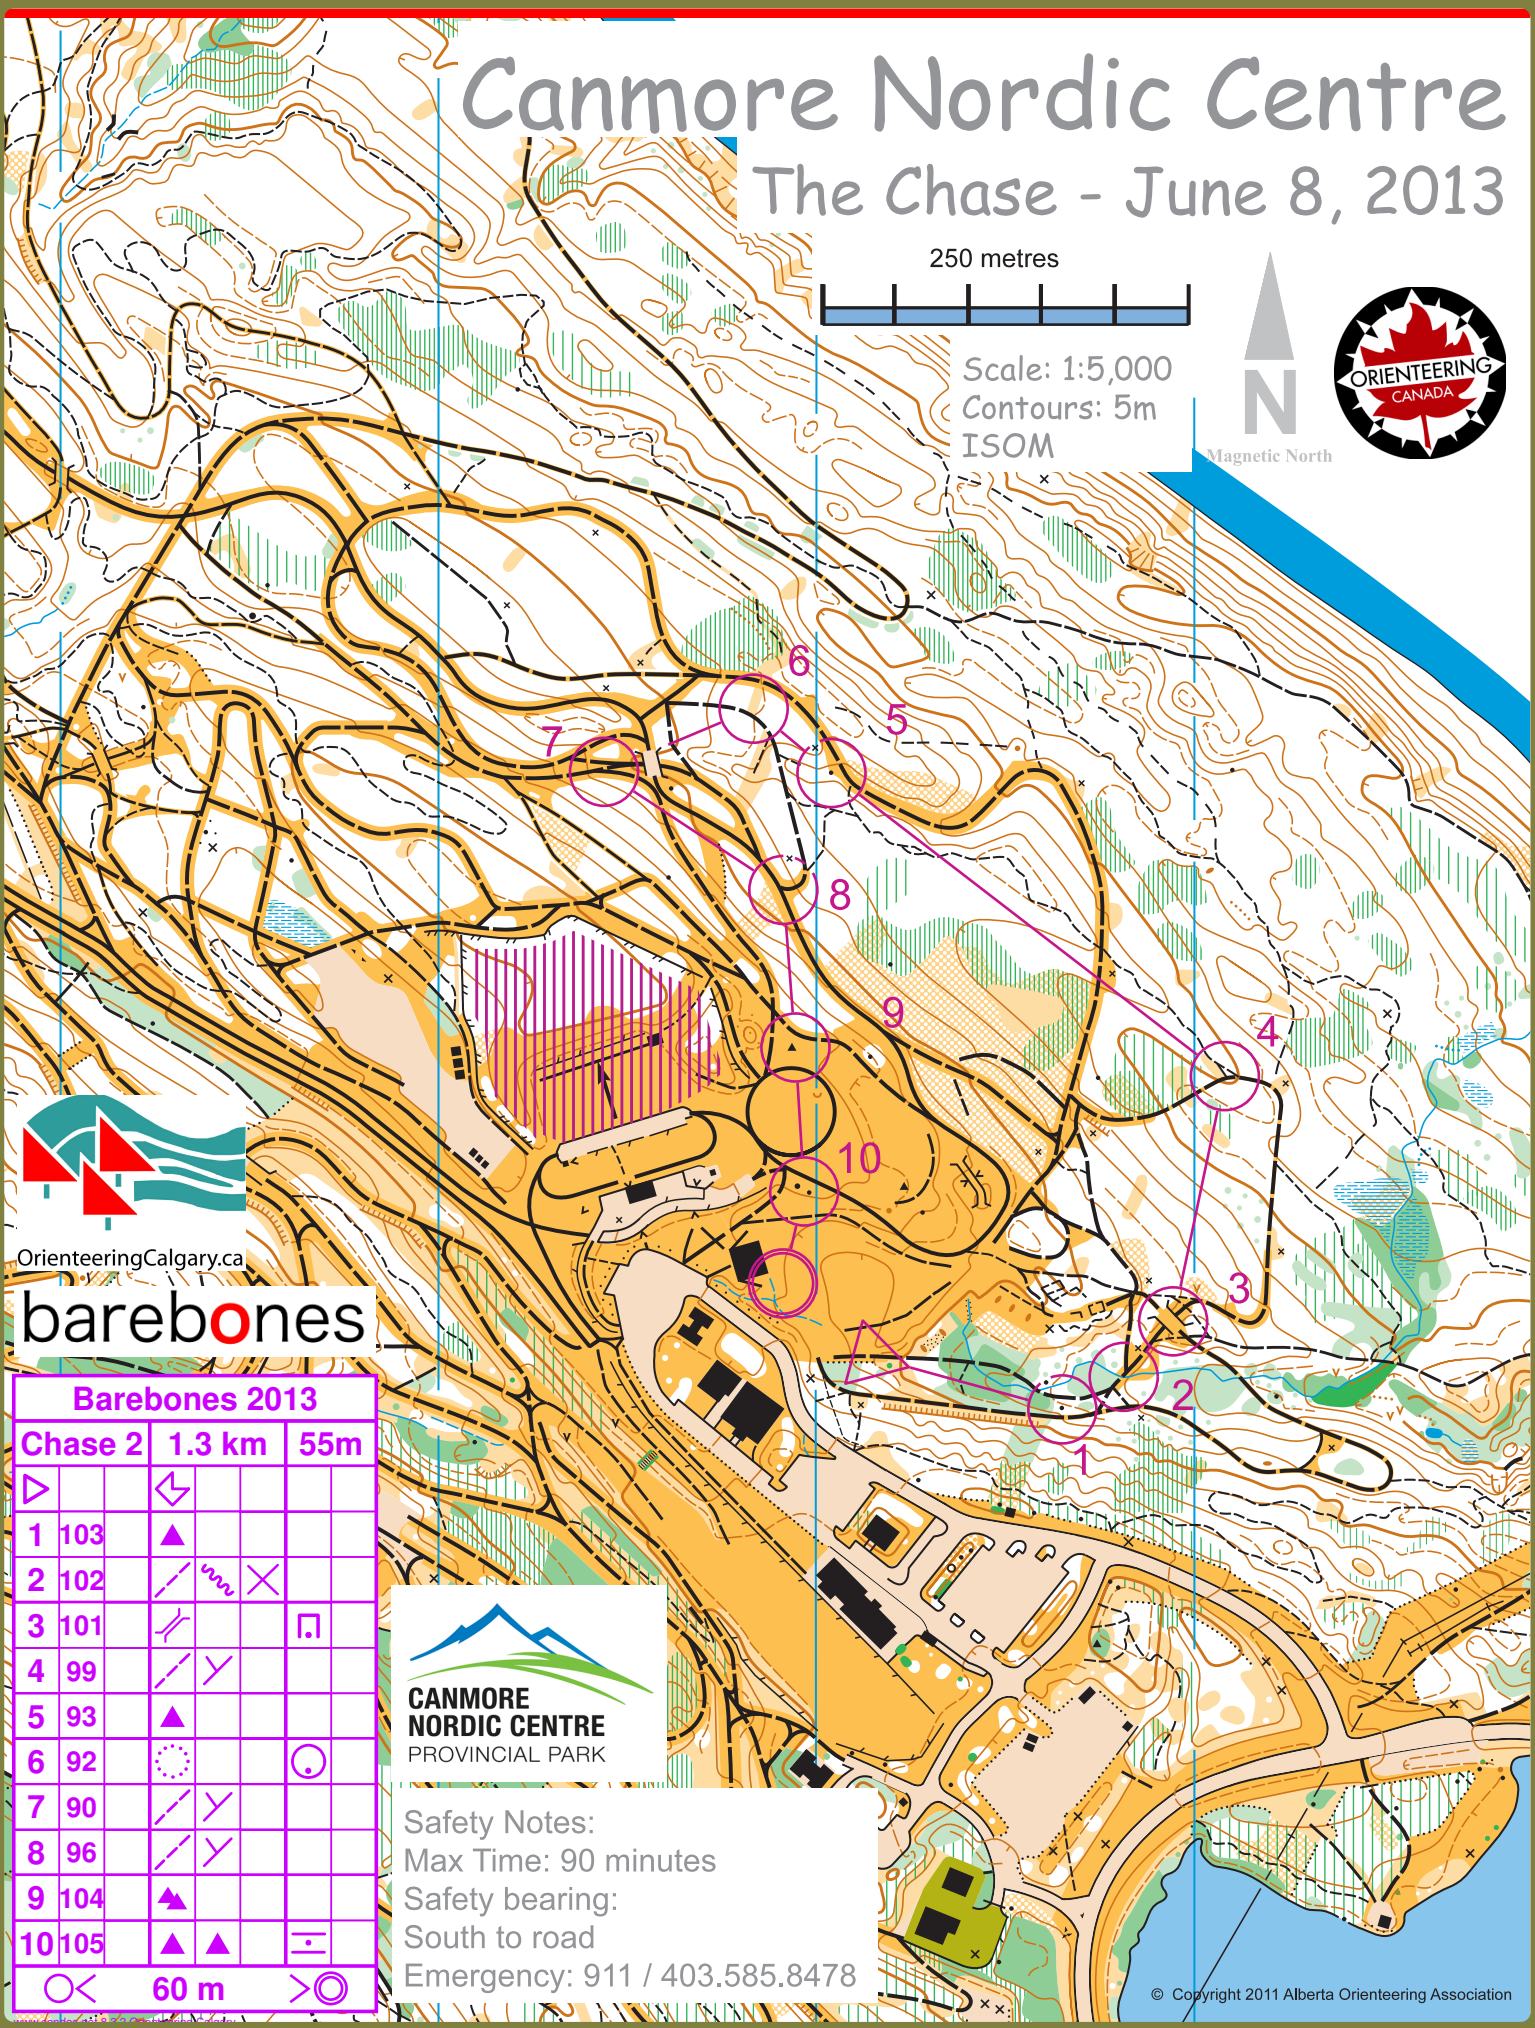 Canmore Nordic Centre
The Chase - June 8, 2013
250 metres
Scale: 1:5,000
Contours: 5m
ISOM
N
Magnetic North
ORIENTEERING
CANADA
6
5
7
8
9
4
10
3
2
1
OrienteeringCalgary.ca
barebones
Barebones 2013
Chase 2 1.3 km 55m
1 103
2 102
3 101
4 99
5 93
6 92
7 90
8 96
9 104
10 105
60 m
CANMORE
NORDIC CENTRE
PROVINCIAL PARK
Safety Notes:
Max Time: 90 minutes
Safety bearing:
South to road
Emergency: 911 / 403.585.8478
© Copyright 2011 Alberta Orienteering Association